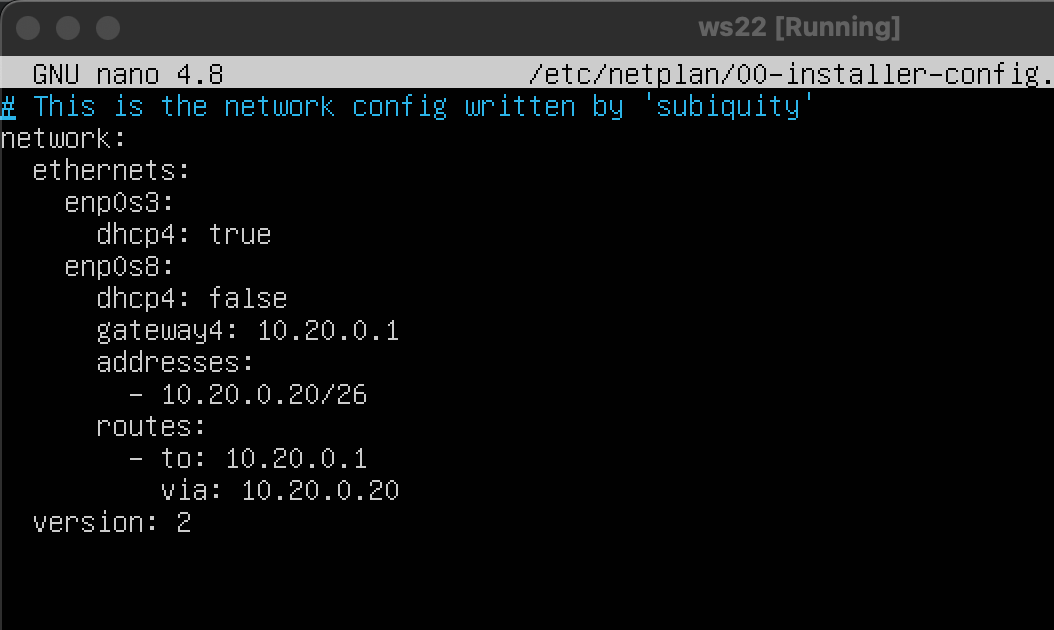 ws22 [Running]
GNU nano 4.8 /etc/netplan/00-installer-config.
# This is the network config written by 'subiquity'
network:
  ethernets:
    enp0s3:
      dhcp4: true
    enp0s8:
      dhcp4: false
      gateway4: 10.20.0.1
      addresses:
        - 10.20.0.20/26
      routes:
        - to: 10.20.0.1
          via: 10.20.0.20
  version: 2